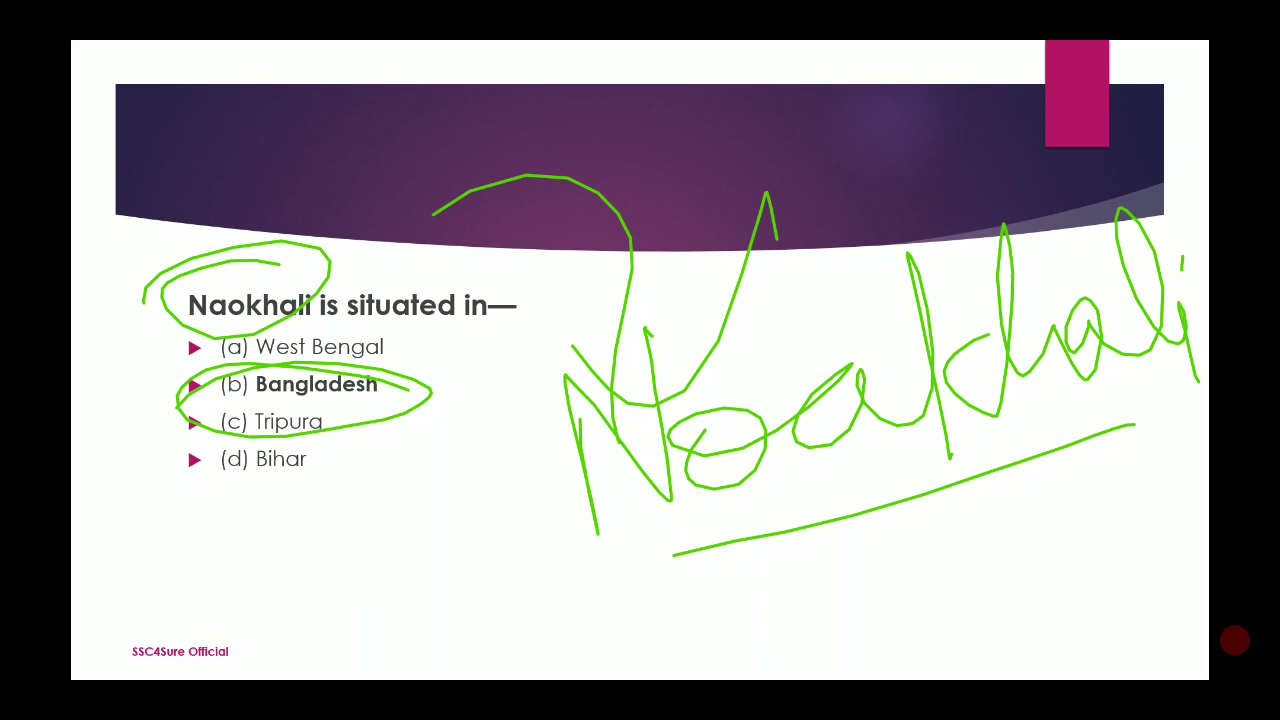 Naokhali is situated in—
(a) West Bengal
(b) Bangladesh
(c) Tripura
(d) Bihar
Noakhali
SSC4Sure Official